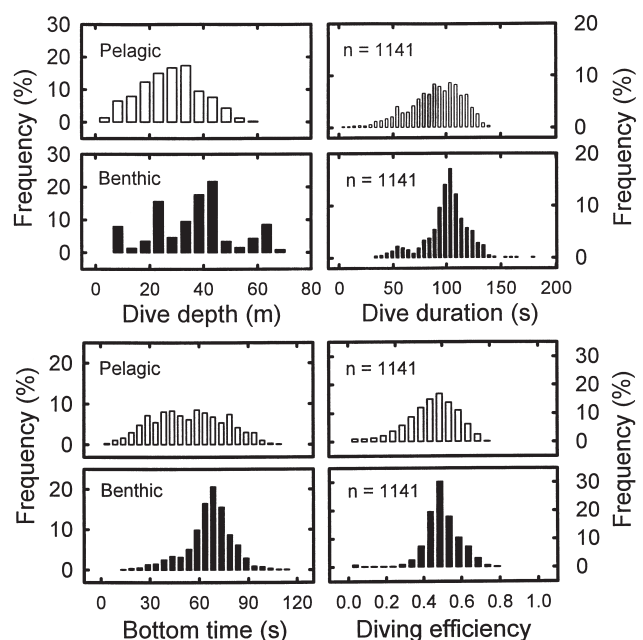 30
20
10
0
Pelagic
n = 1141
20
10
0
30
20
10
0
Benthic
n = 1141
20
10
0
Frequency (%)
Frequency (%)
0 20 40 60 80
0 50 100 150 200
Dive depth (m)
Dive duration (s)
20
10
0
Pelagic
n = 1141
30
20
10
0
20
10
0
Benthic
n = 1141
30
20
10
0
Frequency (%)
Frequency (%)
0 30 60 90 120
0.0 0.2 0.4 0.6 0.8 1.0
Bottom time (s)
Diving efficiency